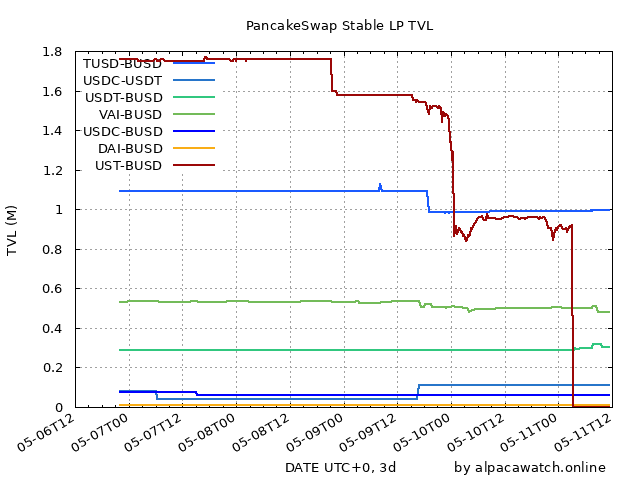 PancakeSwap Stable LP TVL
1.8
1.6
1.4
1.2
1
0.8
0.6
0.4
0.2
0
TVL (M)
TUSD-BUSD
USDC-USDT
USDT-BUSD
VAI-BUSD
USDC-BUSD
DAI-BUSD
UST-BUSD
05-06T12
05-07T00
05-07T12
05-08T00
05-08T12
05-09T00
05-09T12
05-10T00
05-10T12
05-11T00
05-11T12
DATE UTC+0, 3d
by alpacawatch.online